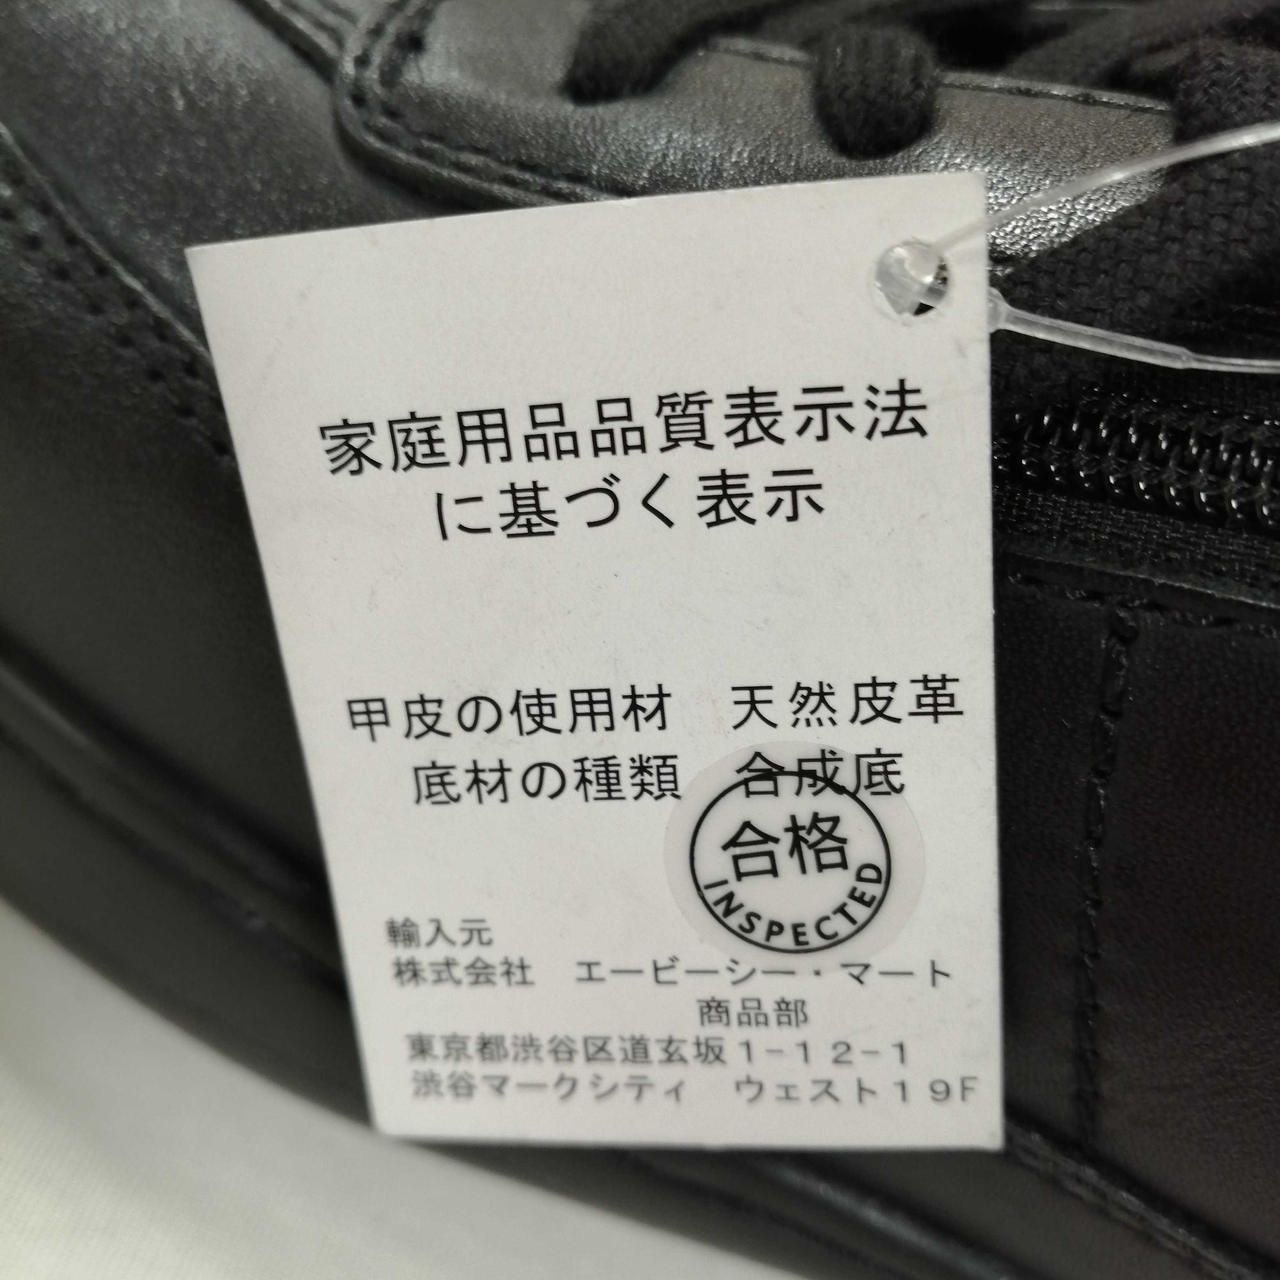 家庭用品品質表示法
に基づく表示
甲皮の使用材　天然皮革
底材の種類　合成底
合格
INSPECTED
輸入元
株式会社　エービーシー・マート
商品部
東京都渋谷区道玄坂１−１２−１
渋谷マークシティ　ウェスト１９F